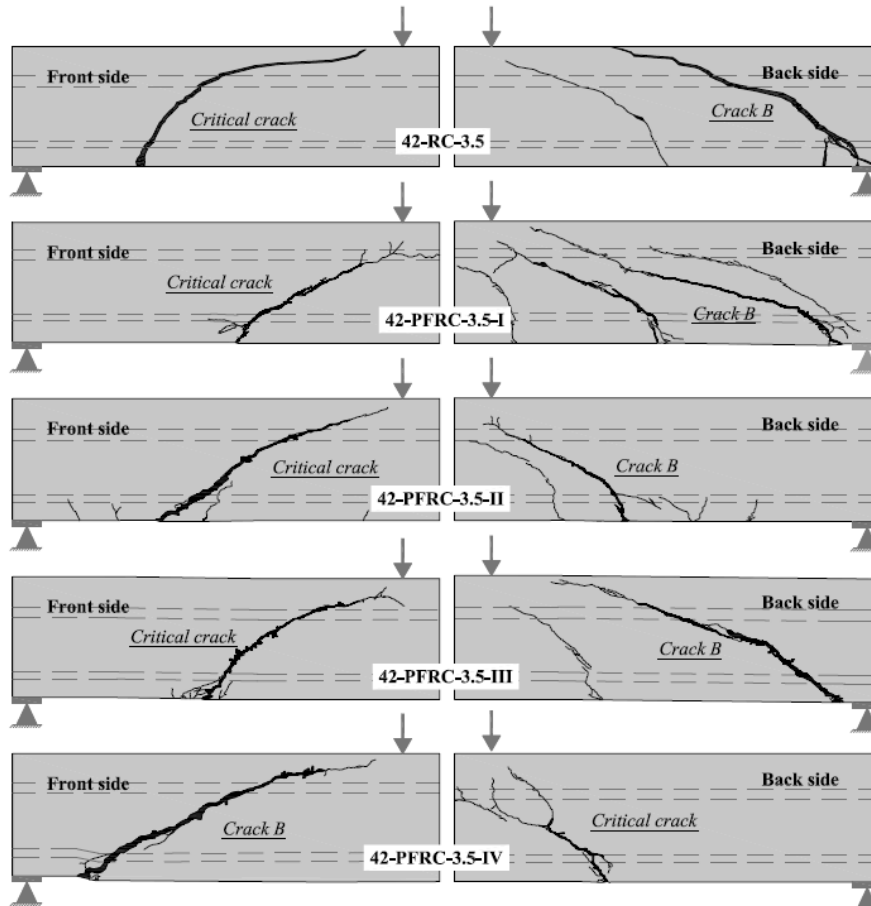 Front side
Back side
Critical crack
Crack B
42-RC-3.5
Front side
Back side
Critical crack
Crack B
42-PFRC-3.5-I
Front side
Back side
Critical crack
Crack B
42-PFRC-3.5-II
Front side
Back side
Critical crack
Crack B
42-PFRC-3.5-III
Front side
Back side
Crack B
Critical crack
42-PFRC-3.5-IV